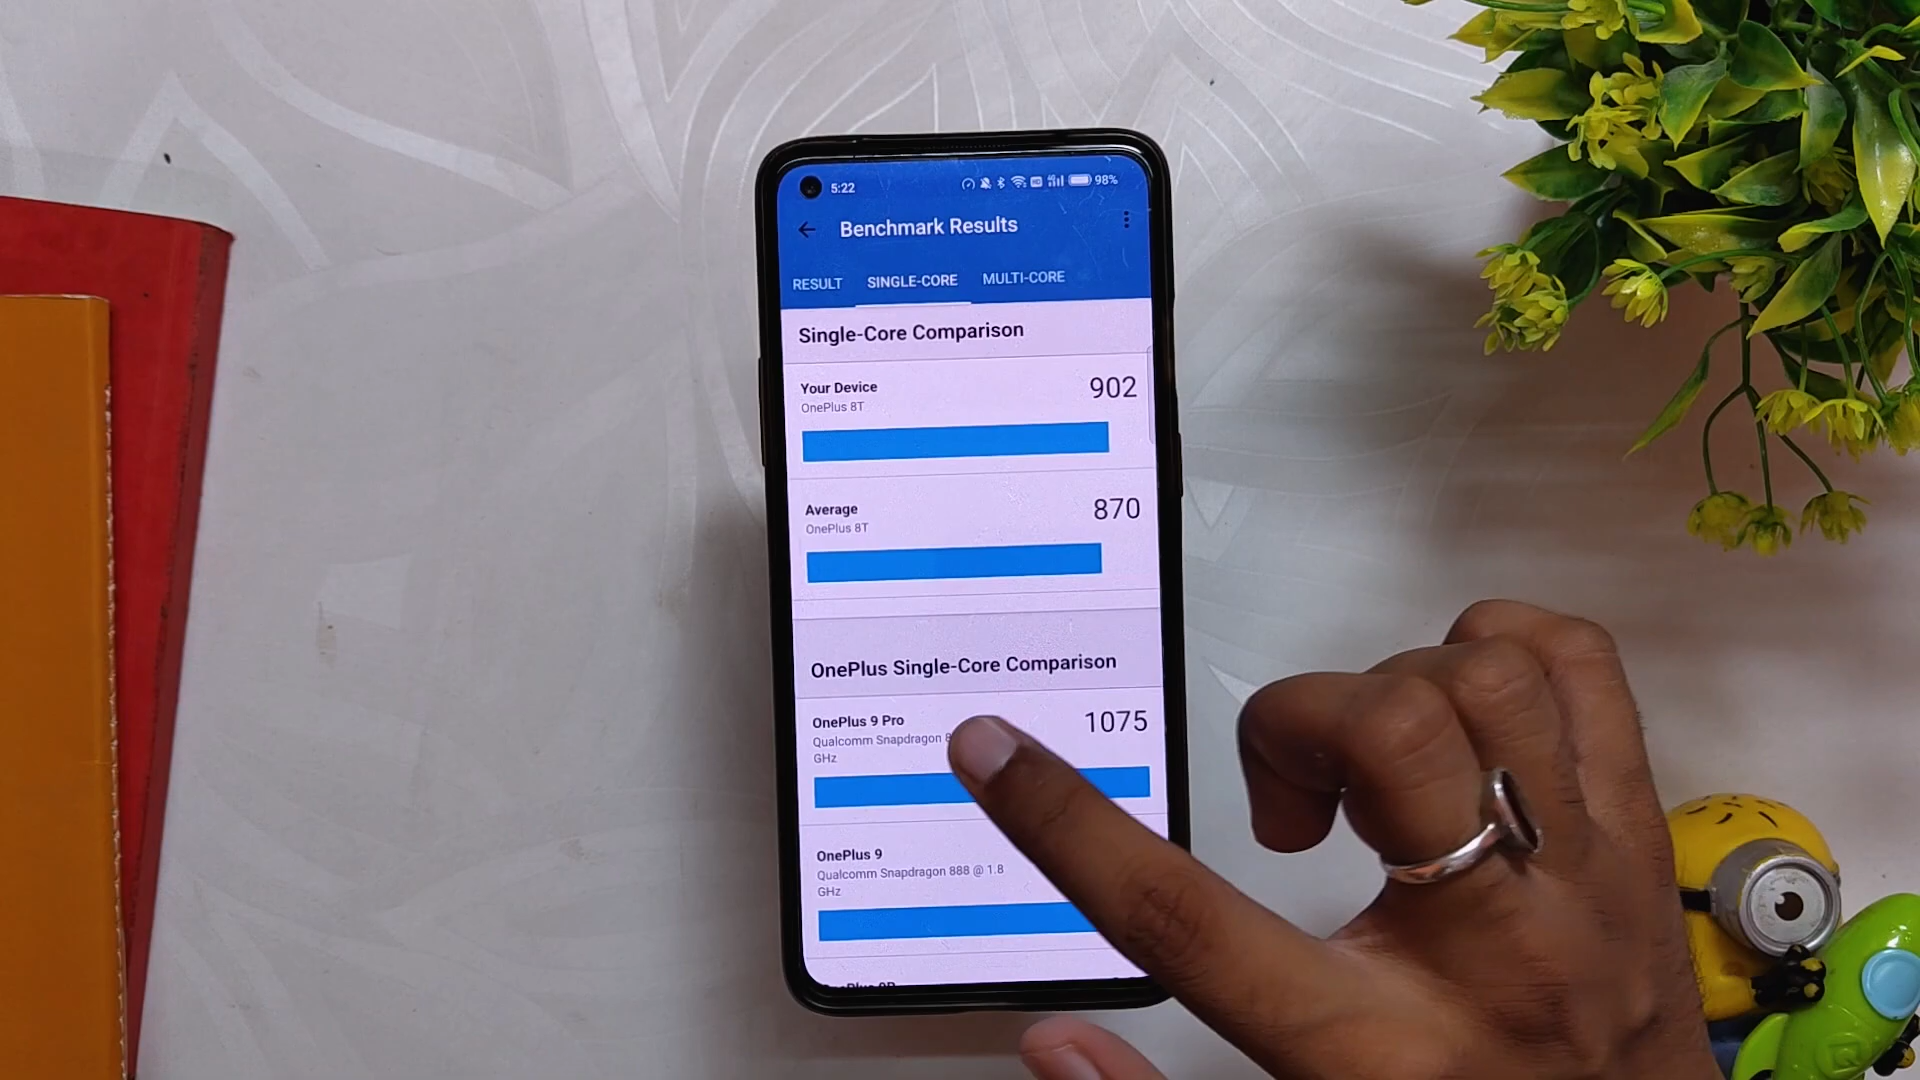 5:22
98%
Benchmark Results
RESULT SINGLE-CORE MULTI-CORE
Single-Core Comparison
Your Device
902
OnePlus 8T
Average
870
OnePlus 8T
OnePlus Single-Core Comparison
OnePlus 9 Pro
1075
Qualcomm Snapdragon
GHz
OnePlus 9
Qualcomm Snapdragon 888 @ 1.8
GHz